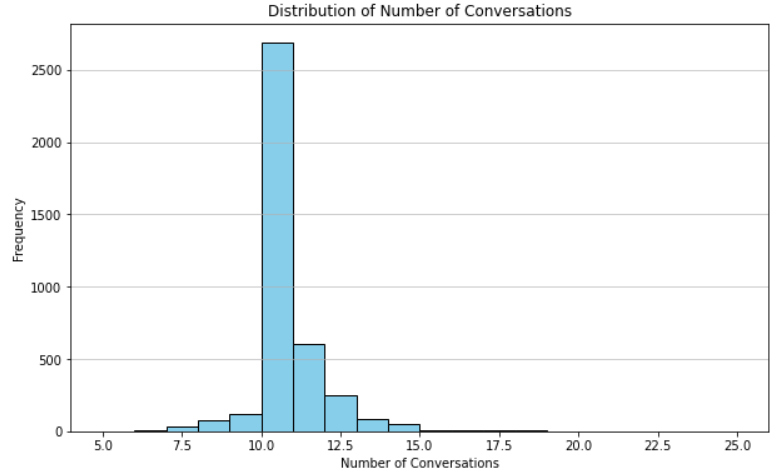 Distribution of Number of Conversations
2500
2000
1500
1000
500
0
Frequency
5.0 7.5 10.0 12.5 15.0 17.5 20.0 22.5 25.0
Number of Conversations